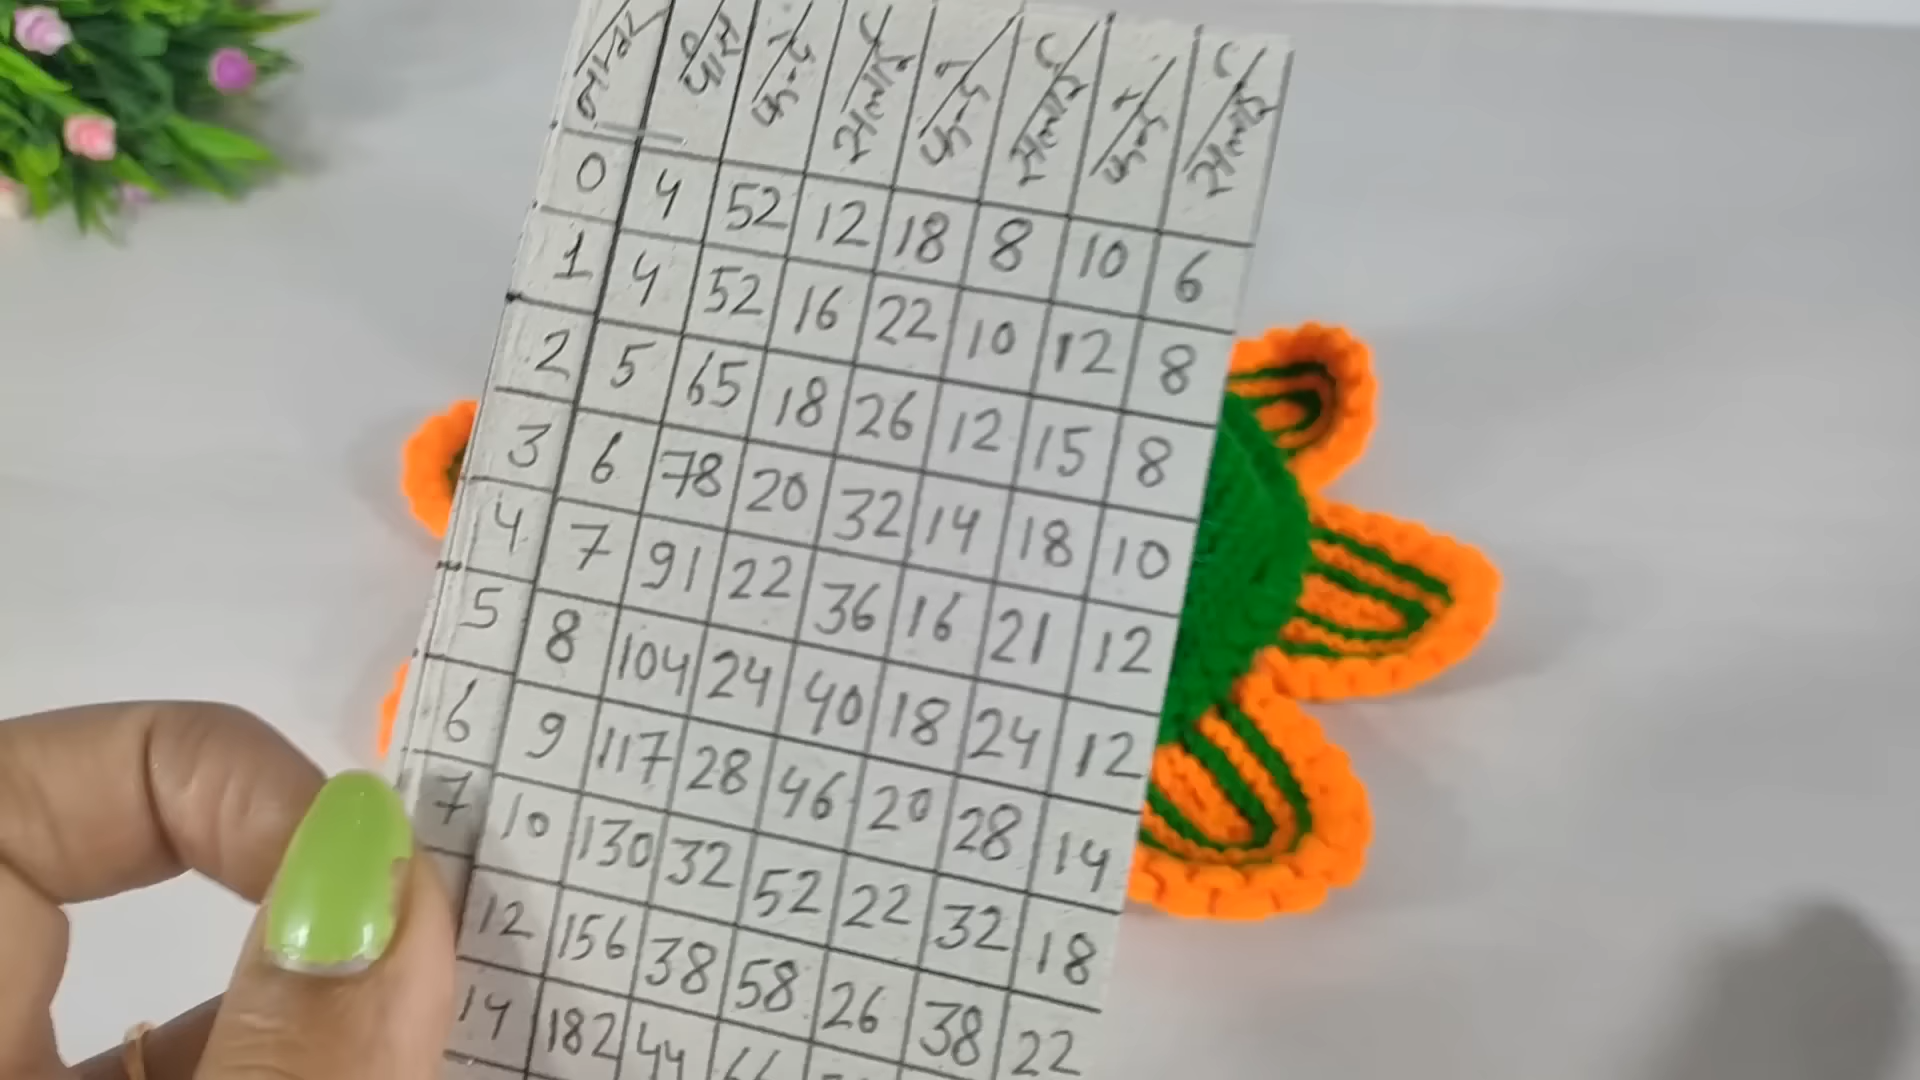 नम्बर पीस फन्दे सलाई फन्दे सलाई फन्दे सलाई
0 4 52 12 18 8 10 6
1 4 52 16 22 10 12 8
2 5 65 18 26 12 15 8
3 6 78 20 32 14 18 10
4 7 91 22 36 16 21 12
5 8 104 24 40 18 24 12
6 9 117 28 46 20 28 14
7 10 130 32 52 22 32 18
12 156 38 58 26 38 22
14 182 44